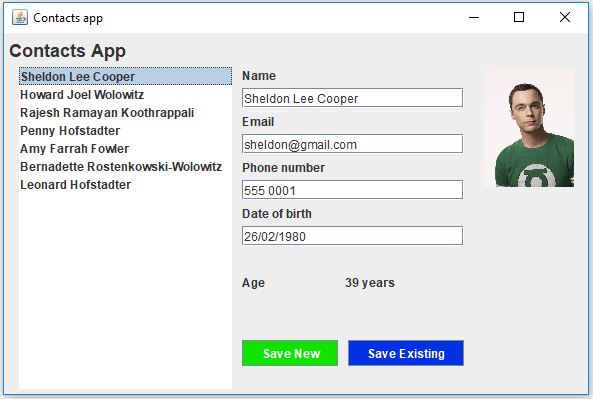 Contacts app
Contacts App
Sheldon Lee Cooper
Howard Joel Wolowitz
Rajesh Ramayan Koothrappali
Penny Hofstadter
Amy Farrah Fowler
Bernadette Rostenkowski-Wolowitz
Leonard Hofstadter
Name
Sheldon Lee Cooper
Email
sheldon@gmail.com
Phone number
555 0001
Date of birth
26/02/1980
Age 39 years
Save New Save Existing